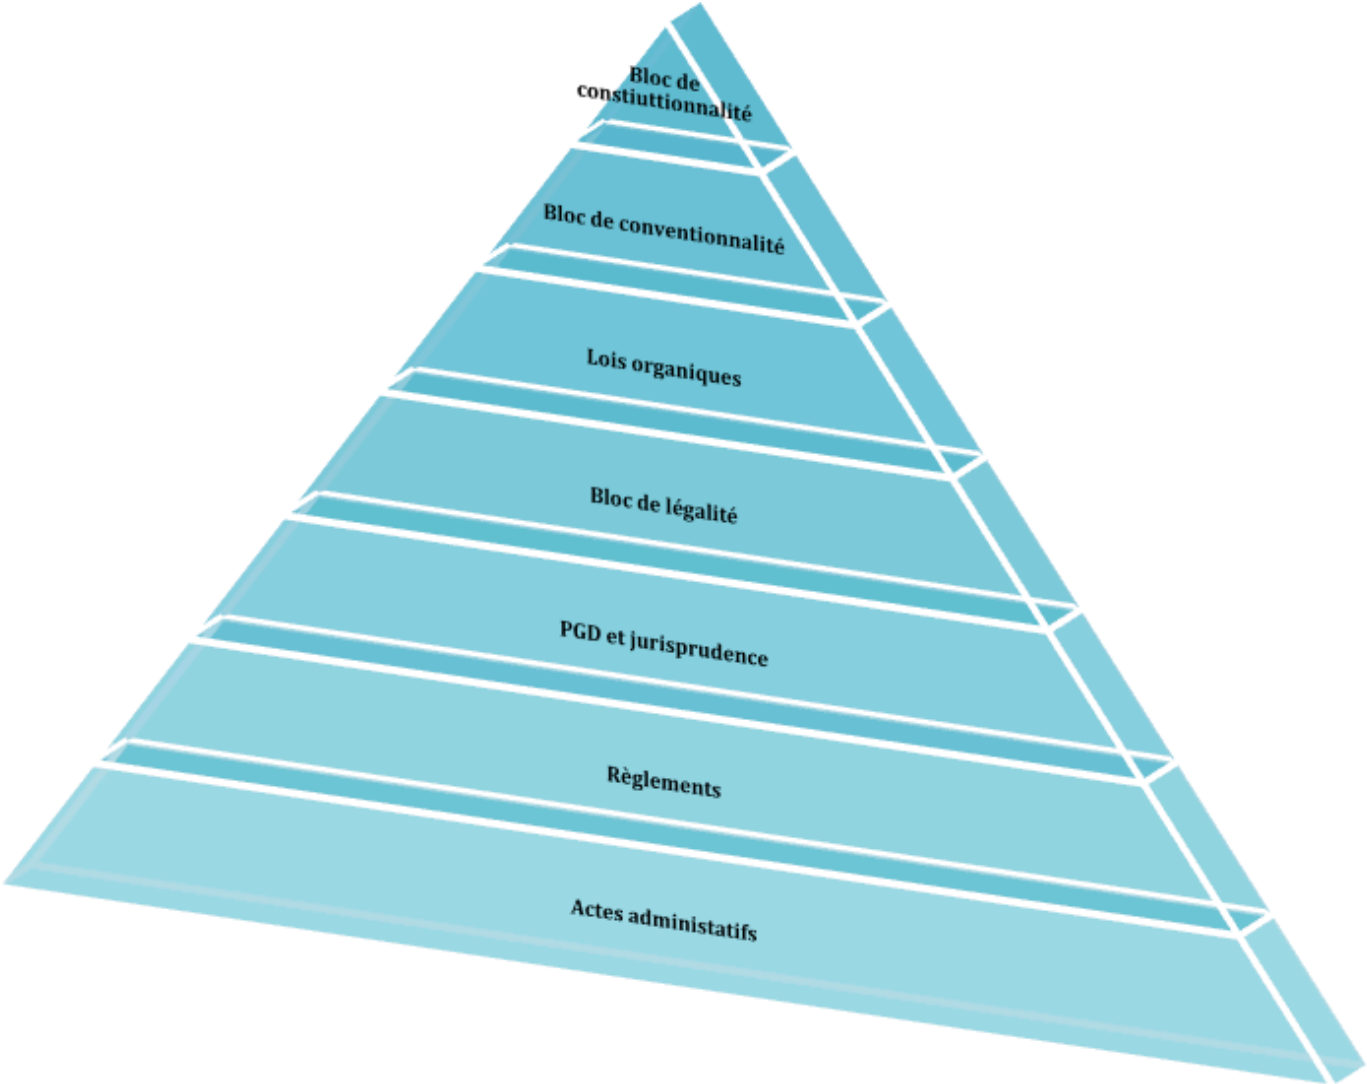 Bloc de
constiuttionnalité
Bloc de conventionnalité
Lois organiques
Bloc de légalité
PGD et jurisprudence
Règlements
Actes administatifs